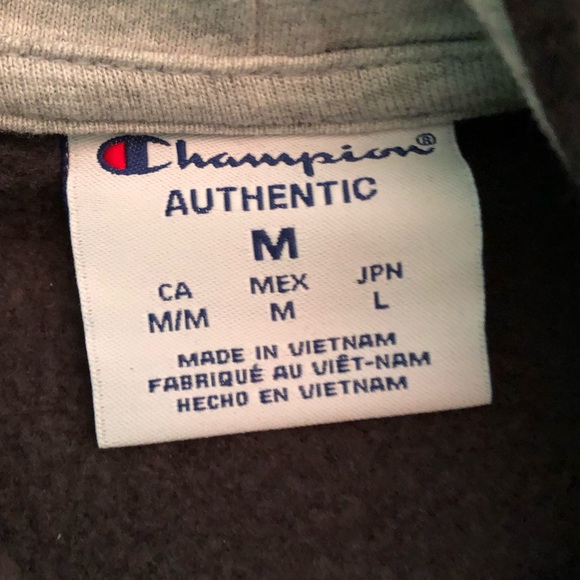 Champion®
AUTHENTIC
M
CA MEX JPN
M/M M L
MADE IN VIETNAM
FABRIQUÉ AU VIÊT-NAM
HECHO EN VIETNAM